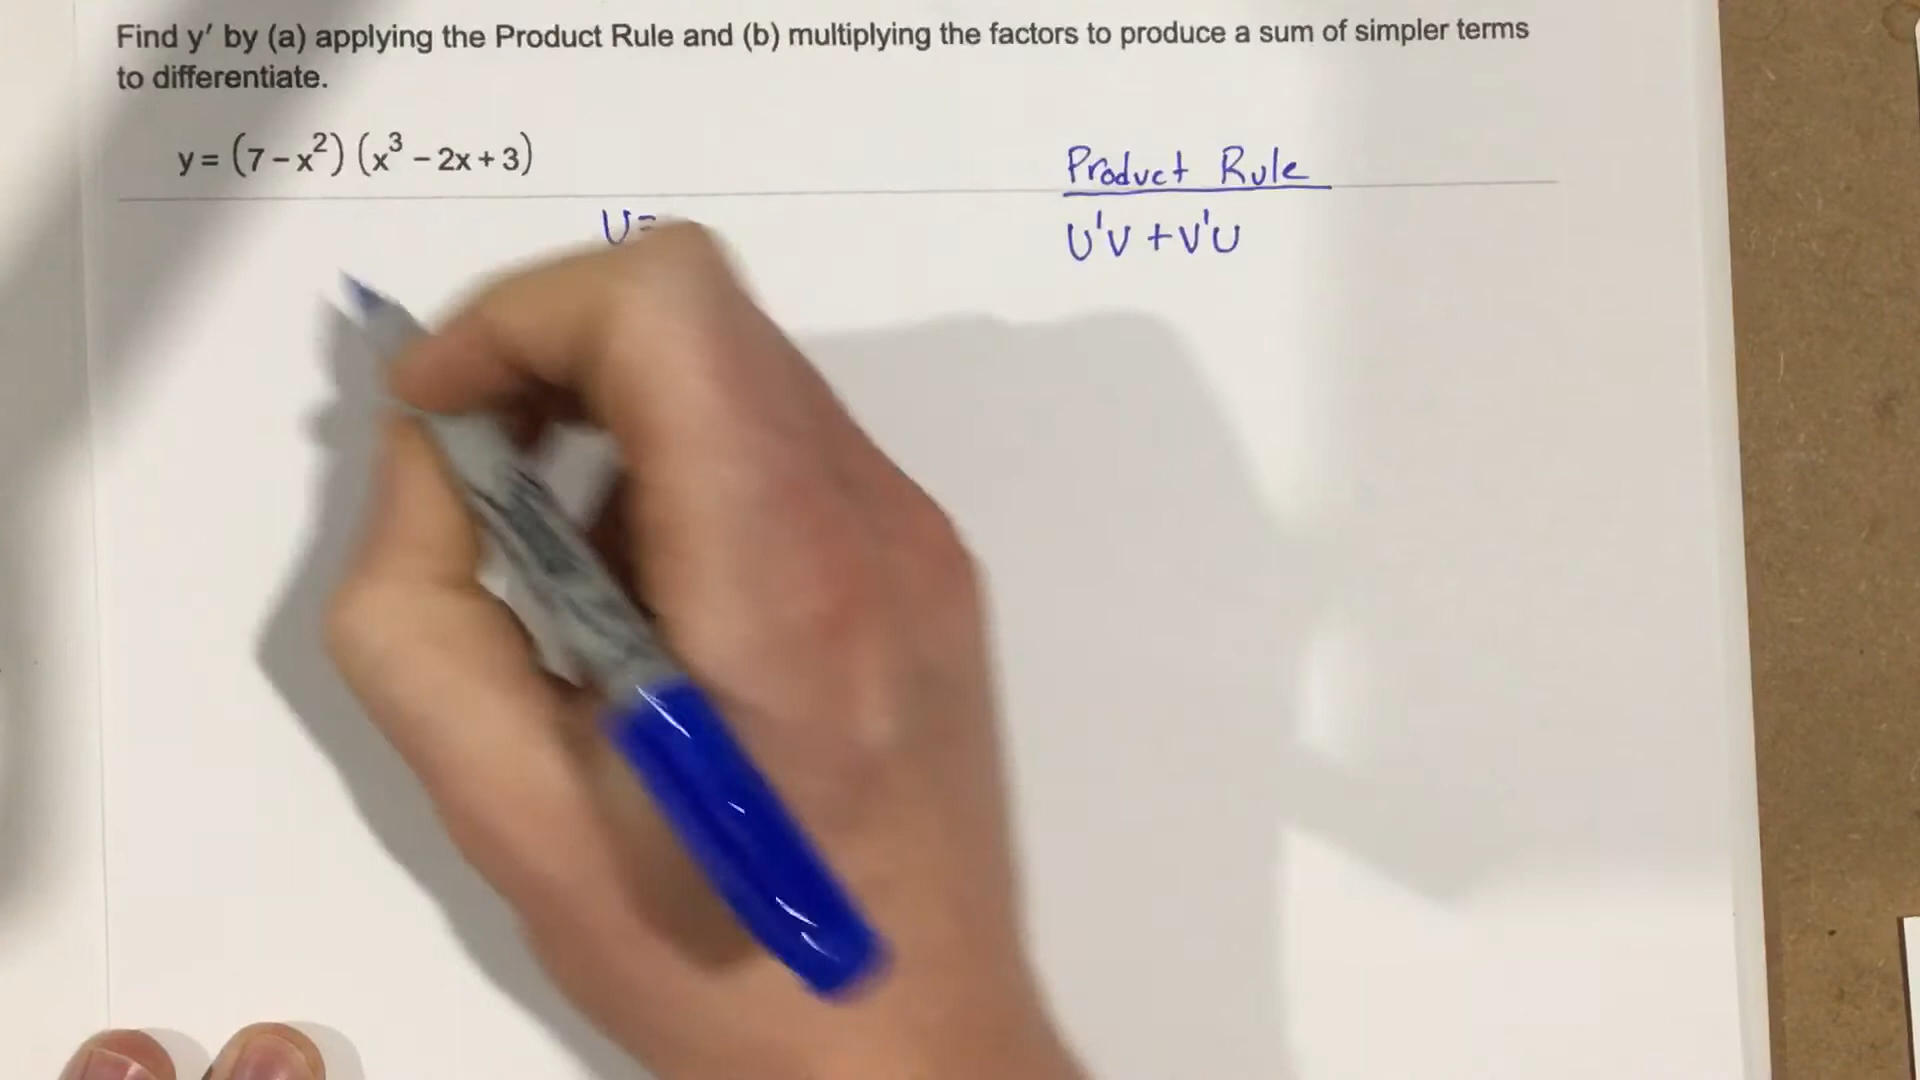 Find y′ by (a) applying the Product Rule and (b) multiplying the factors to produce a sum of simpler terms
to differentiate.
y = (7 − x²) (x³ − 2x + 3)
Product Rule
U=
U'V + V'U